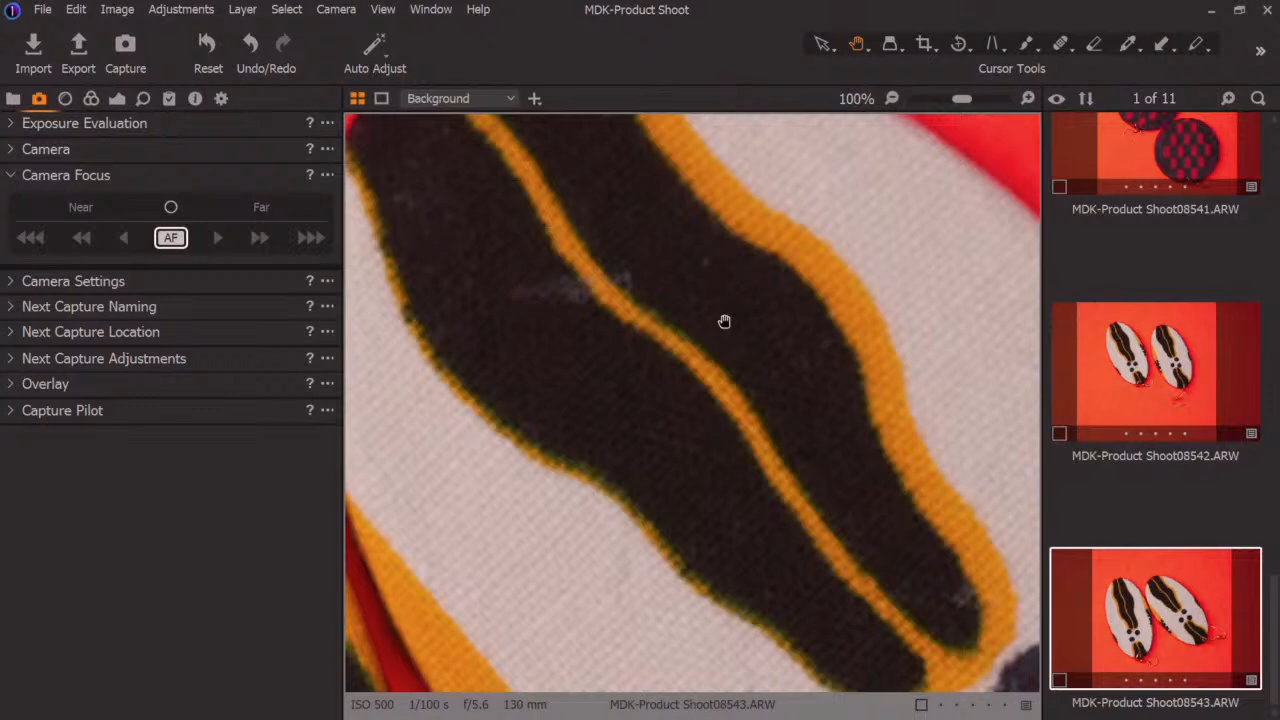 File Edit Image Adjustments Layer Select Camera View Window Help MDK-Product Shoot
Import Export Capture Reset Undo/Redo Auto Adjust Cursor Tools
Background 100% 1 of 11
Exposure Evaluation ?
Camera ?
Camera Focus ?
Near Far
AF
Camera Settings ?
Next Capture Naming ?
Next Capture Location ?
Next Capture Adjustments ?
Overlay ?
Capture Pilot ?
MDK-Product Shoot08541.ARW
MDK-Product Shoot08542.ARW
MDK-Product Shoot08543.ARW
ISO 500 1/100 s f/5.6 130 mm MDK-Product Shoot08543.ARW